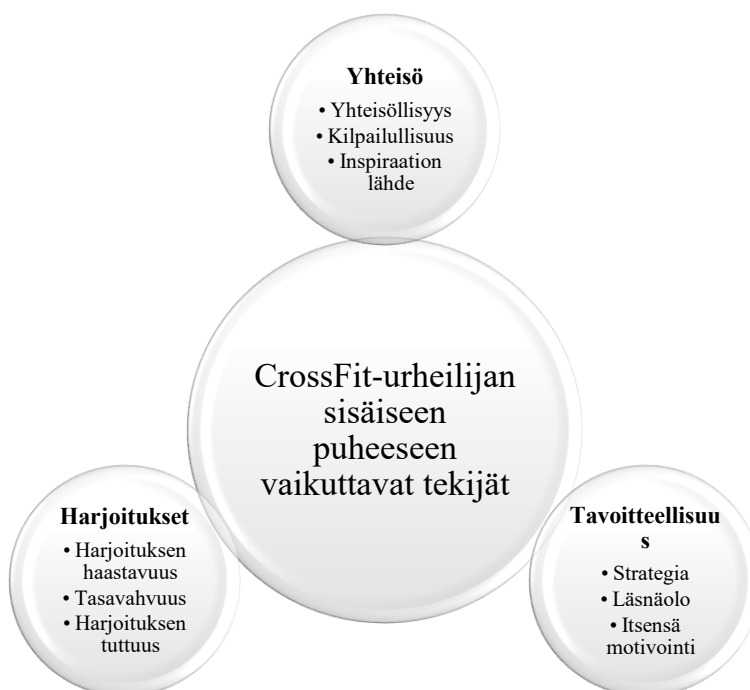 Yhteisö
• Yhteisöllisyys
• Kilpailullisuus
• Inspiraation
lähde
CrossFit-urheilijan
sisäiseen
puheeseen
vaikuttavat tekijät
Harjoitukset
• Harjoituksen
haastavuus
• Tasavahvuus
• Harjoituksen
tuttuus
Tavoitteellisuu
s
• Strategia
• Läsnäolo
• Itsensä
motivointi